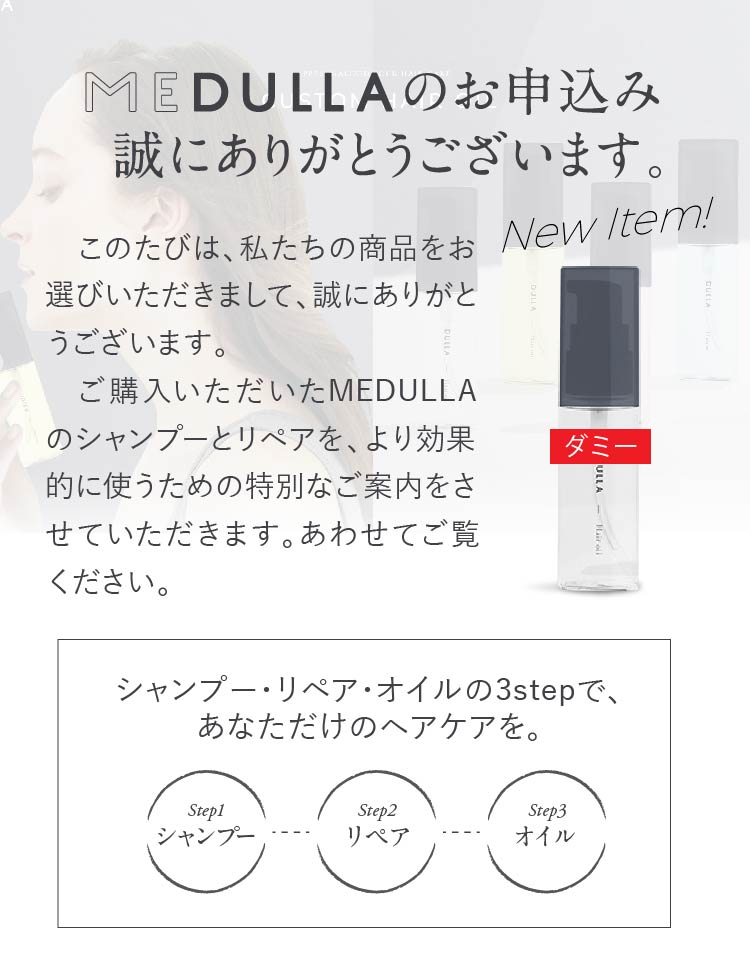 A
MEDULLAのお申込み
誠にありがとうございます。
New Item!
このたびは、私たちの商品をお
選びいただきまして、誠にありがと
うございます。
ご購入いただいたMEDULLA
のシャンプーとリペアを、より効果
的に使うための特別なご案内をさ
せていただきます。あわせてご覧
ください。
DULLA
DULLA
DULLA
ダミー
DULLA
Hair oil
シャンプー・リペア・オイルの3stepで、
あなただけのヘアケアを。
Step1
シャンプー
Step2
リペア
Step3
オイル